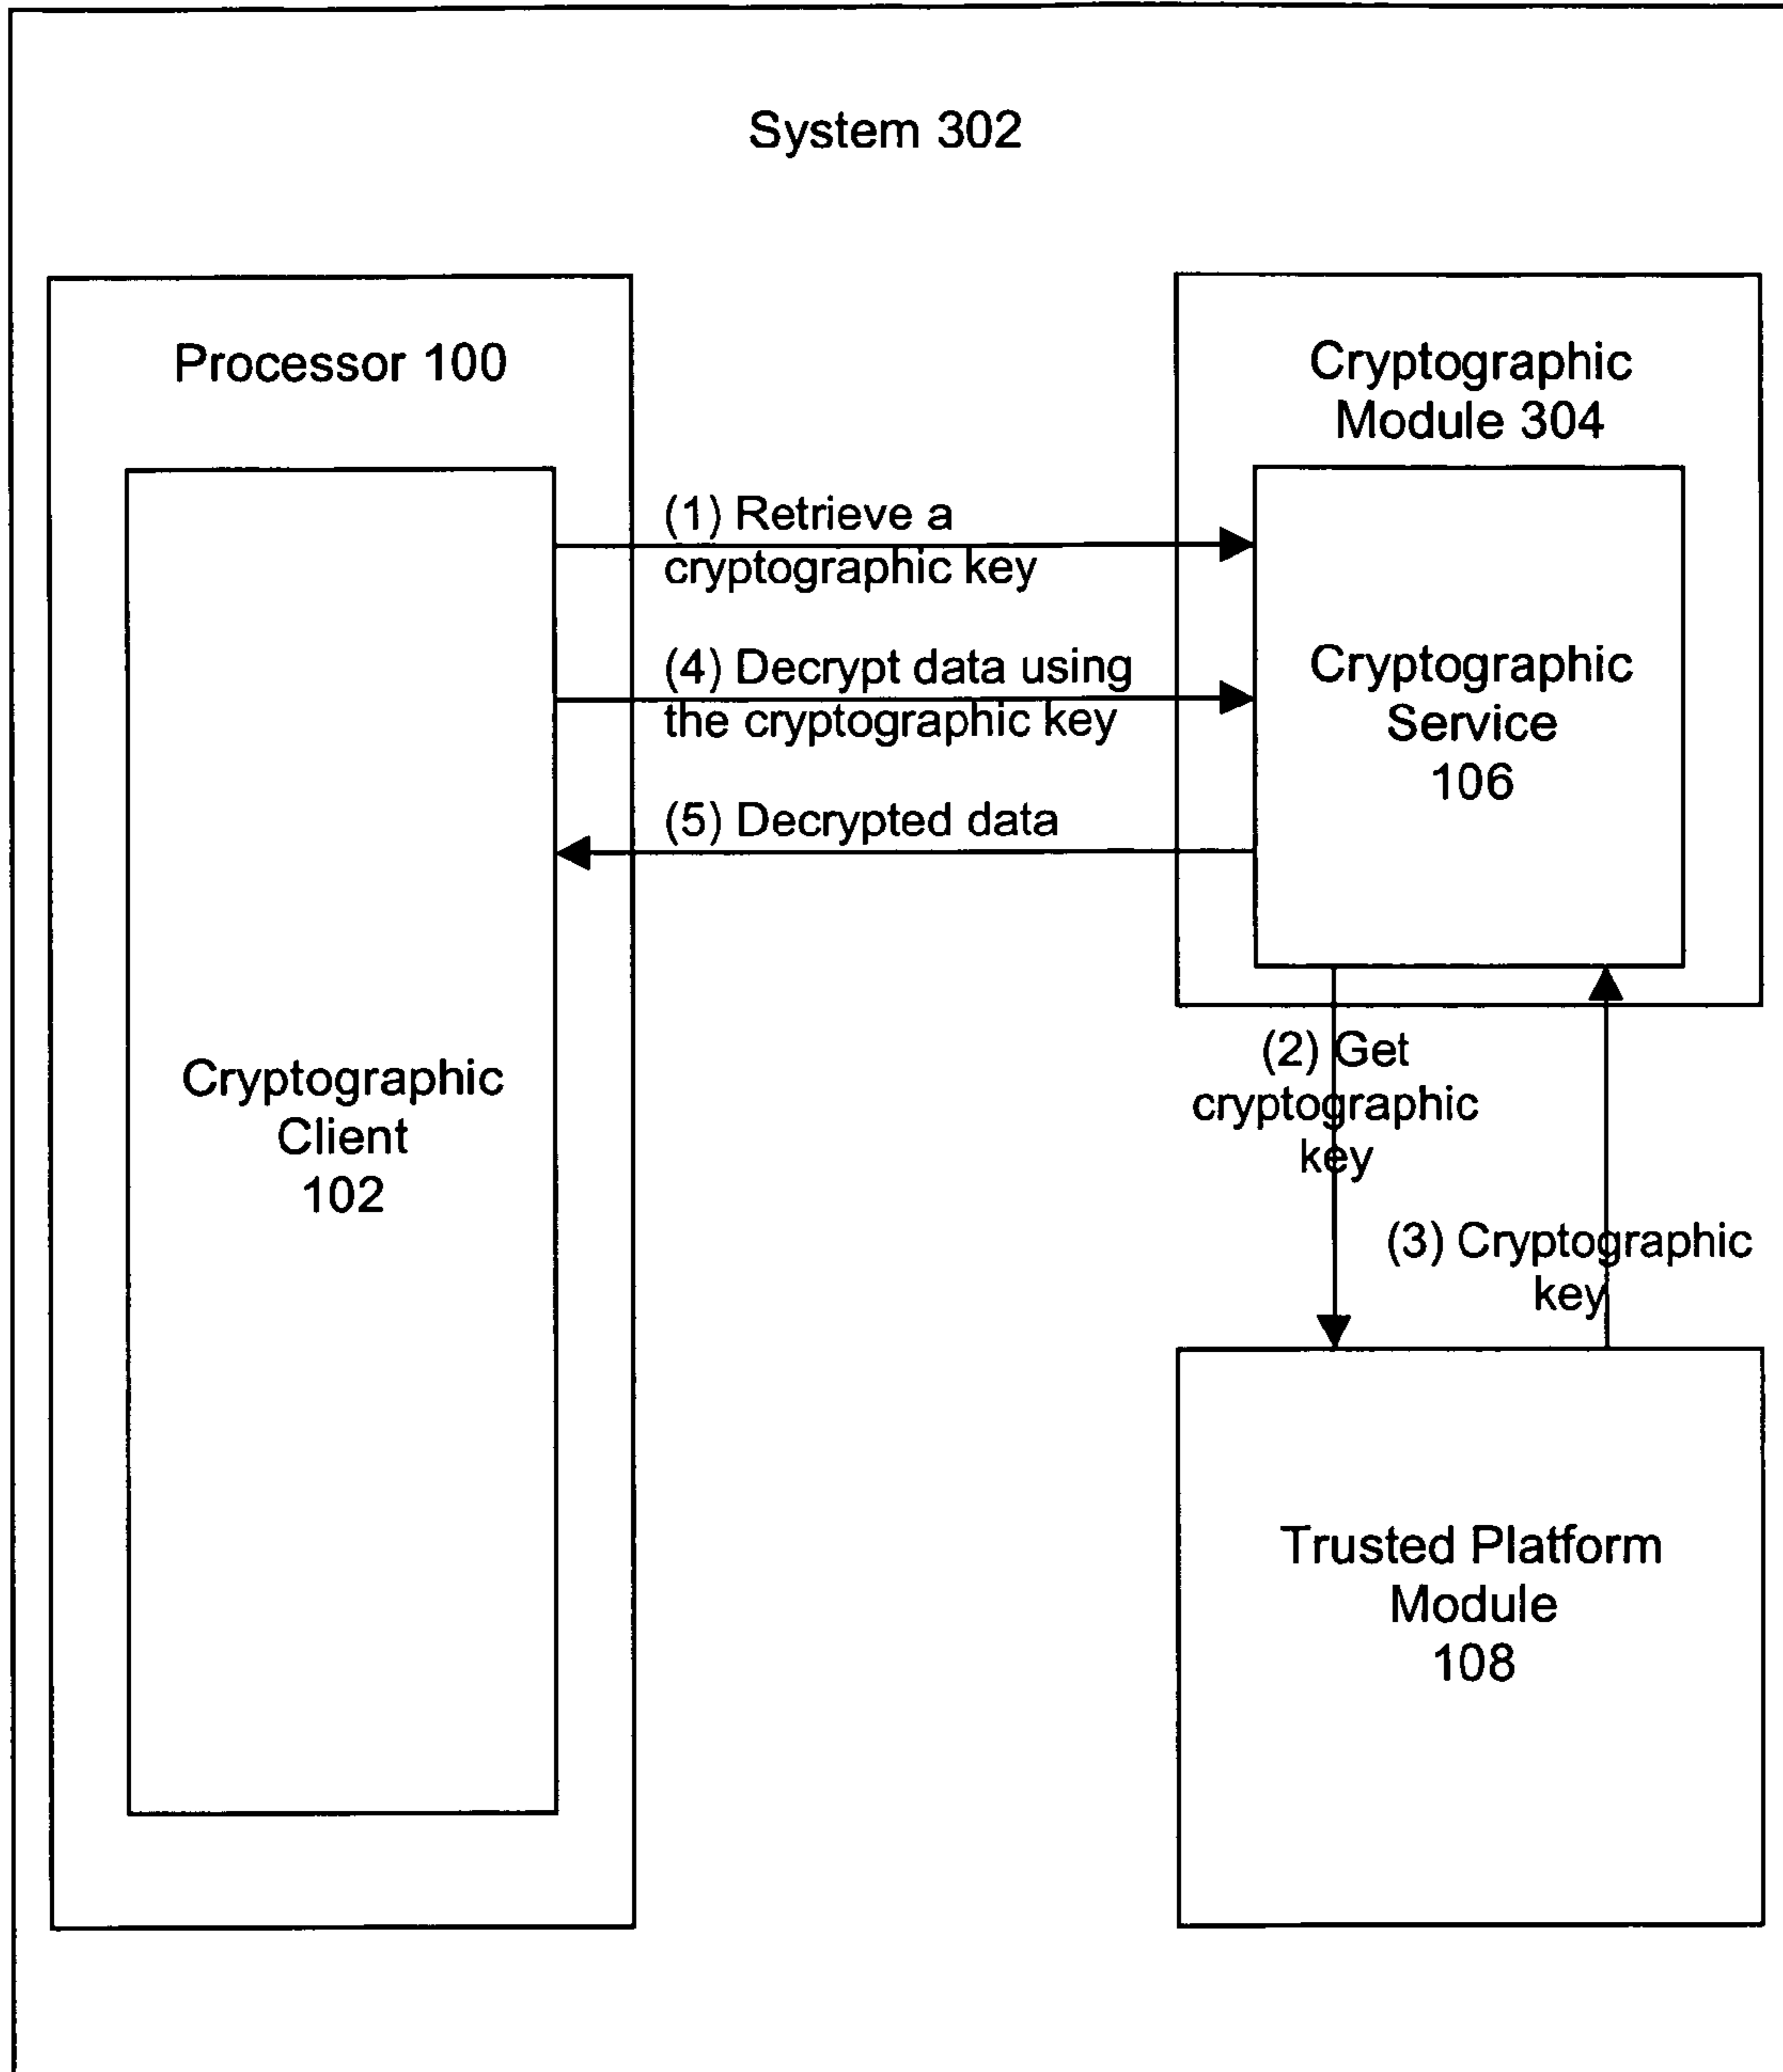 System 302
Processor 100
Cryptographic
Module 304
(1) Retrieve a
cryptographic key
(4) Decrypt data using
the cryptographic key
(5) Decrypted data
Cryptographic
Service
106
Cryptographic
Client
102
(2) Get
cryptographic
key
(3) Cryptographic
key
Trusted Platform
Module
108